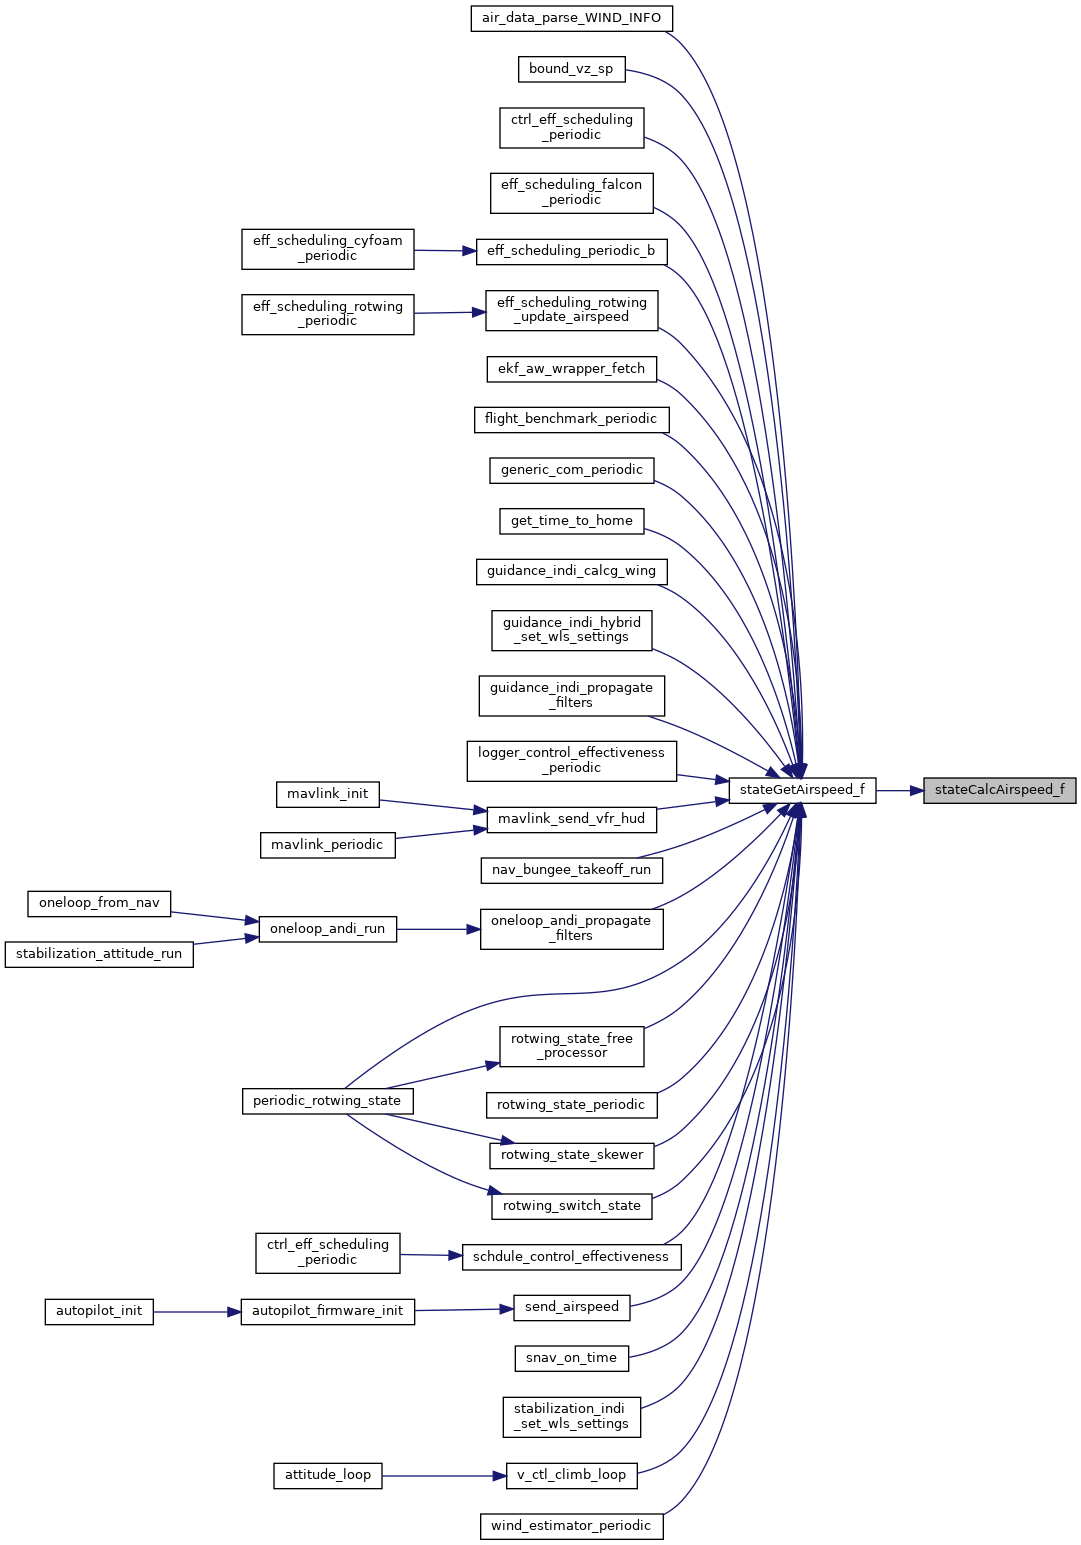 air_data_parse_WIND_INFO
bound_vz_sp
ctrl_eff_scheduling
_periodic
eff_scheduling_falcon
_periodic
eff_scheduling_cyfoam
_periodic
eff_scheduling_periodic_b
eff_scheduling_rotwing
_periodic
eff_scheduling_rotwing
_update_airspeed
ekf_aw_wrapper_fetch
flight_benchmark_periodic
generic_com_periodic
get_time_to_home
guidance_indi_calcg_wing
guidance_indi_hybrid
_set_wls_settings
guidance_indi_propagate
_filters
logger_control_effectiveness
_periodic
stateGetAirspeed_f
stateCalcAirspeed_f
mavlink_init
mavlink_send_vfr_hud
mavlink_periodic
nav_bungee_takeoff_run
oneloop_from_nav
oneloop_andi_run
oneloop_andi_propagate
_filters
stabilization_attitude_run
rotwing_state_free
_processor
periodic_rotwing_state
rotwing_state_periodic
rotwing_state_skewer
rotwing_switch_state
ctrl_eff_scheduling
_periodic
schdule_control_effectiveness
autopilot_init
autopilot_firmware_init
send_airspeed
snav_on_time
stabilization_indi
_set_wls_settings
attitude_loop
v_ctl_climb_loop
wind_estimator_periodic